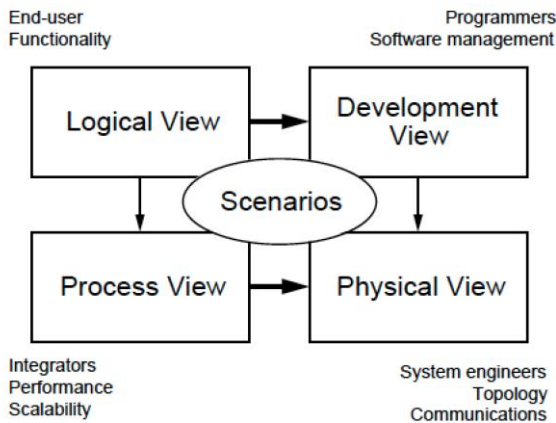 End-user
Functionality
Programmers
Software management
Logical View
Development
View
Scenarios
Process View
Physical View
Integrators
Performance
Scalability
System engineers
Topology
Communications